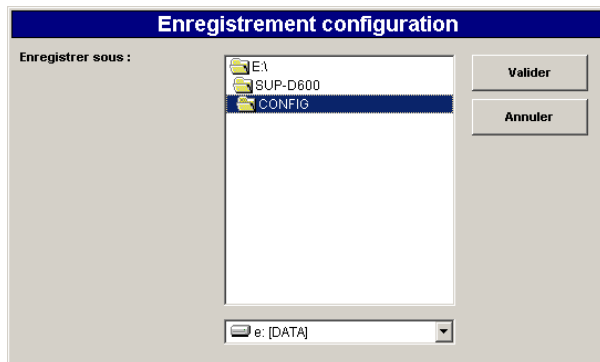 Enregistrement configuration
Enregistrer sous :
E:\
SUP-D600
CONFIG
Valider
Annuler
e: [DATA]